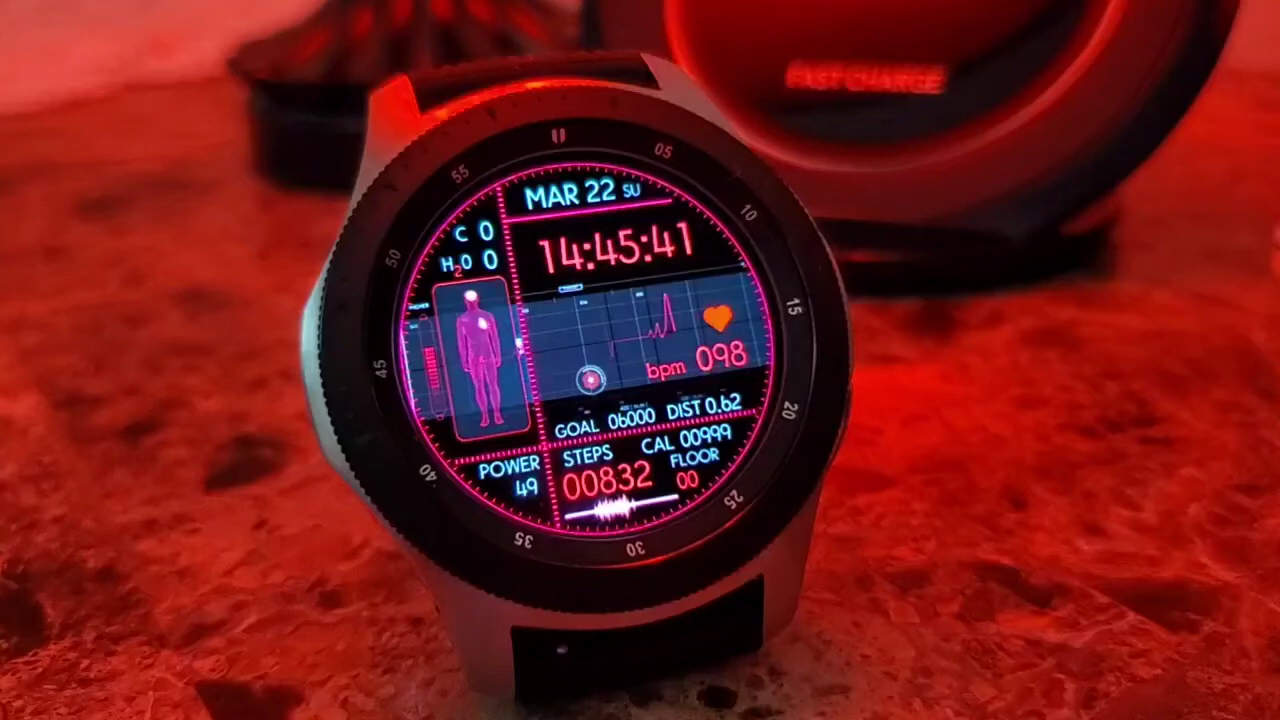 FAST CHARGE
05
10
15
20
25
30
35
40
45
50
55
MAR 22 SU
14:45:41
C 0
H2O 0
bpm 098
GOAL 06000 DIST 0.62
POWER
49
STEPS
00832
CAL 00999
FLOOR
00